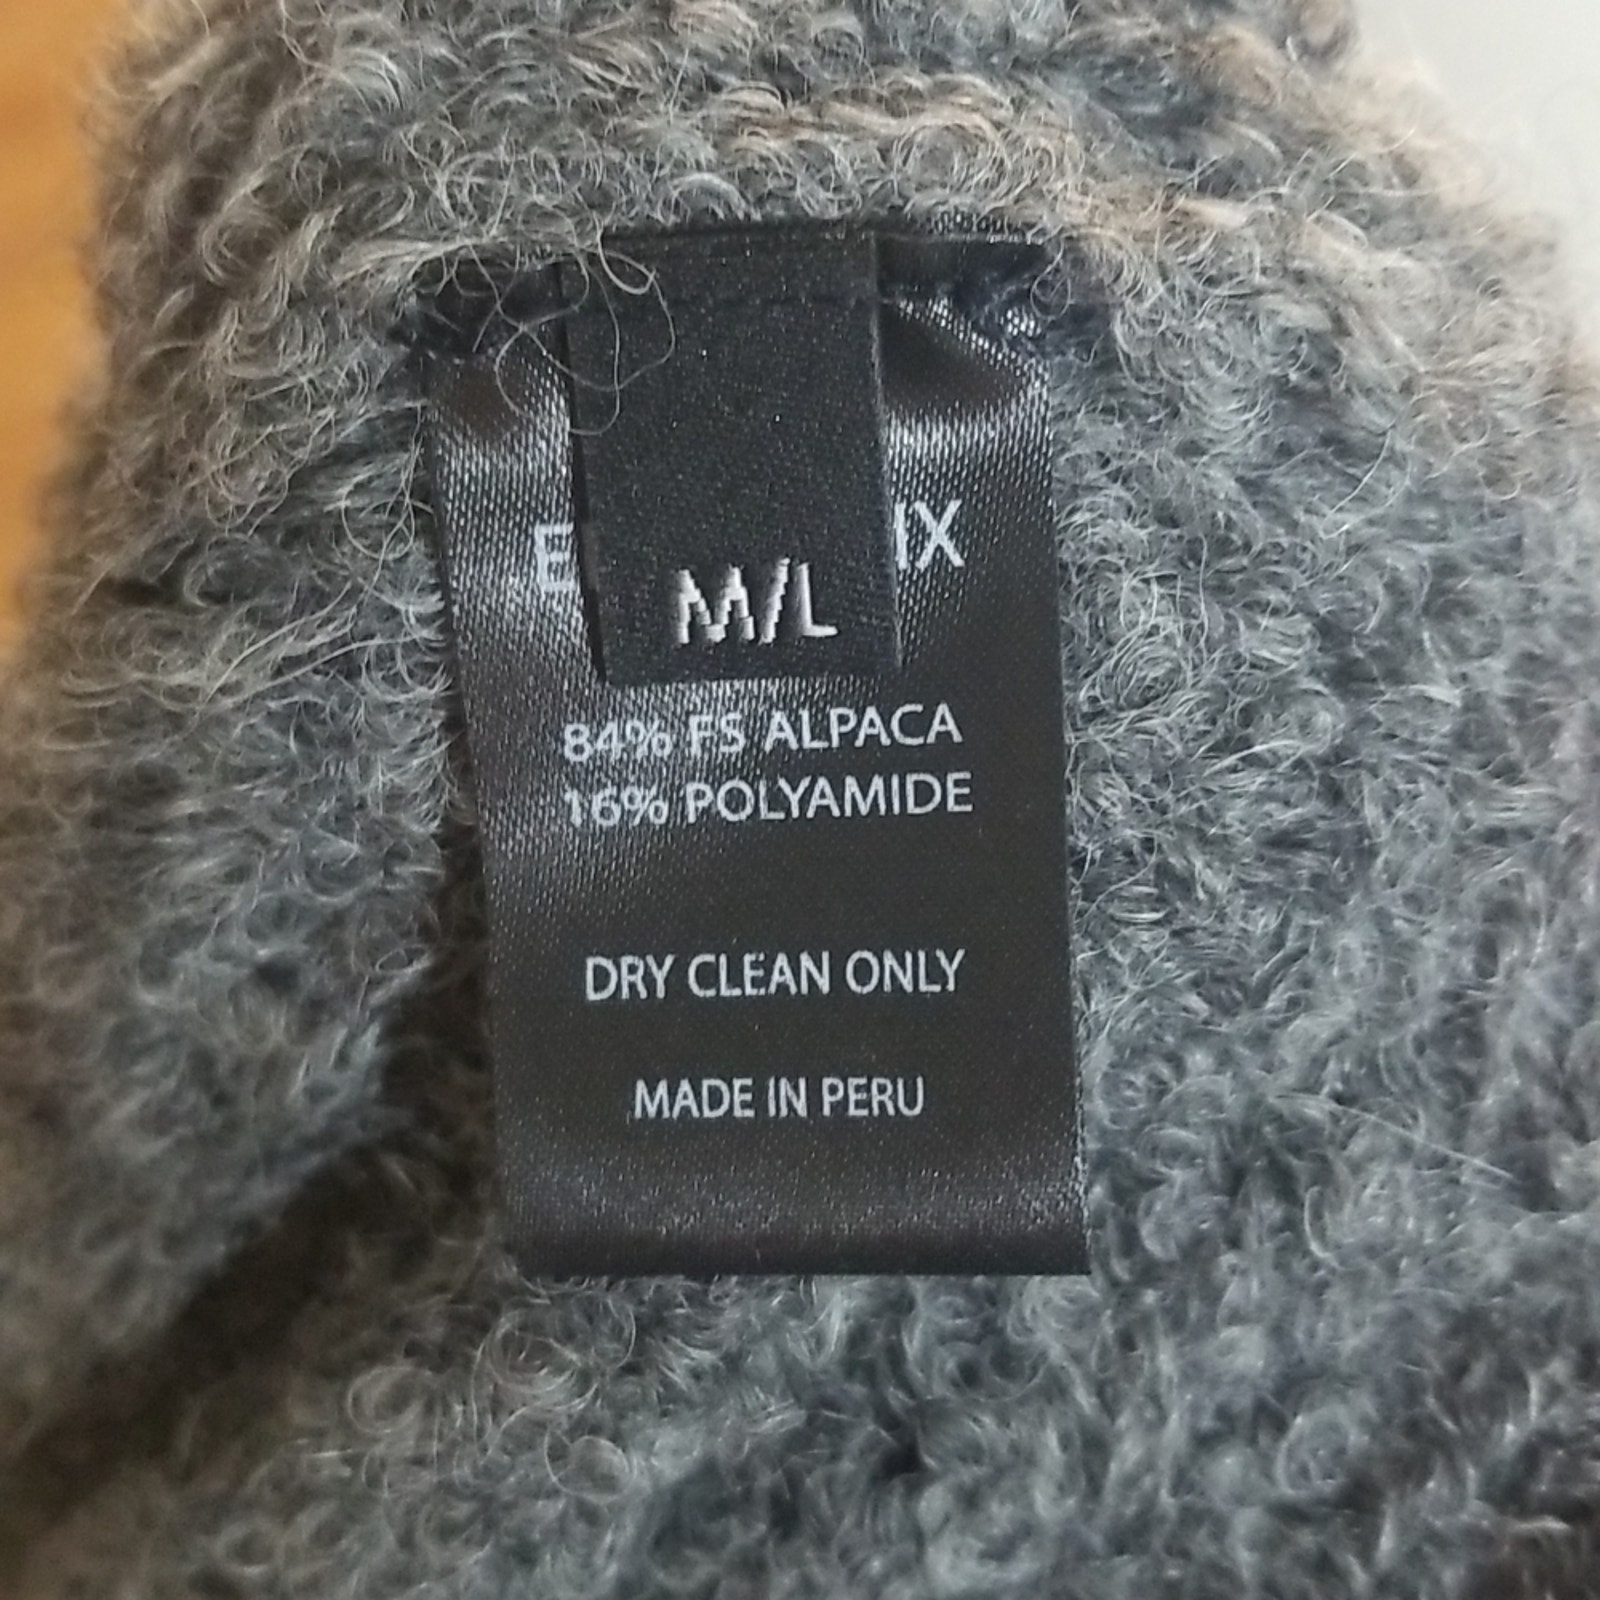 M/L
84% FS ALPACA
16% POLYAMIDE
DRY CLEAN ONLY
MADE IN PERU